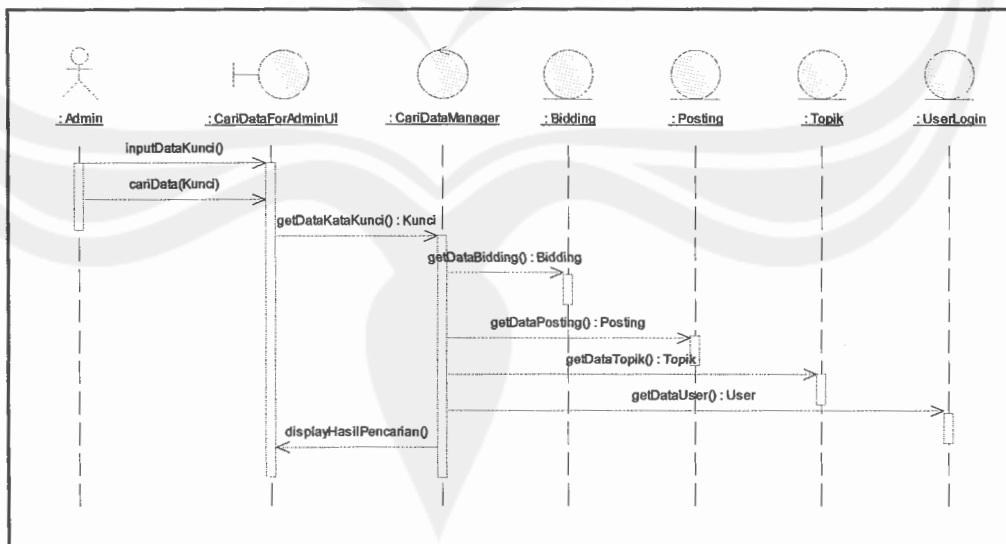 : Admin
: CariDataForAdminUI
: CariDataManager
: Bidding
: Posting
: Topik
: UserLogin
inputDataKunci()
cariData(Kunci)
getDataKataKunci() : Kunci
getDataBidding() : Bidding
getDataPosting() : Posting
getDataTopik() : Topik
getDataUser() : User
displayHasilPencarian()